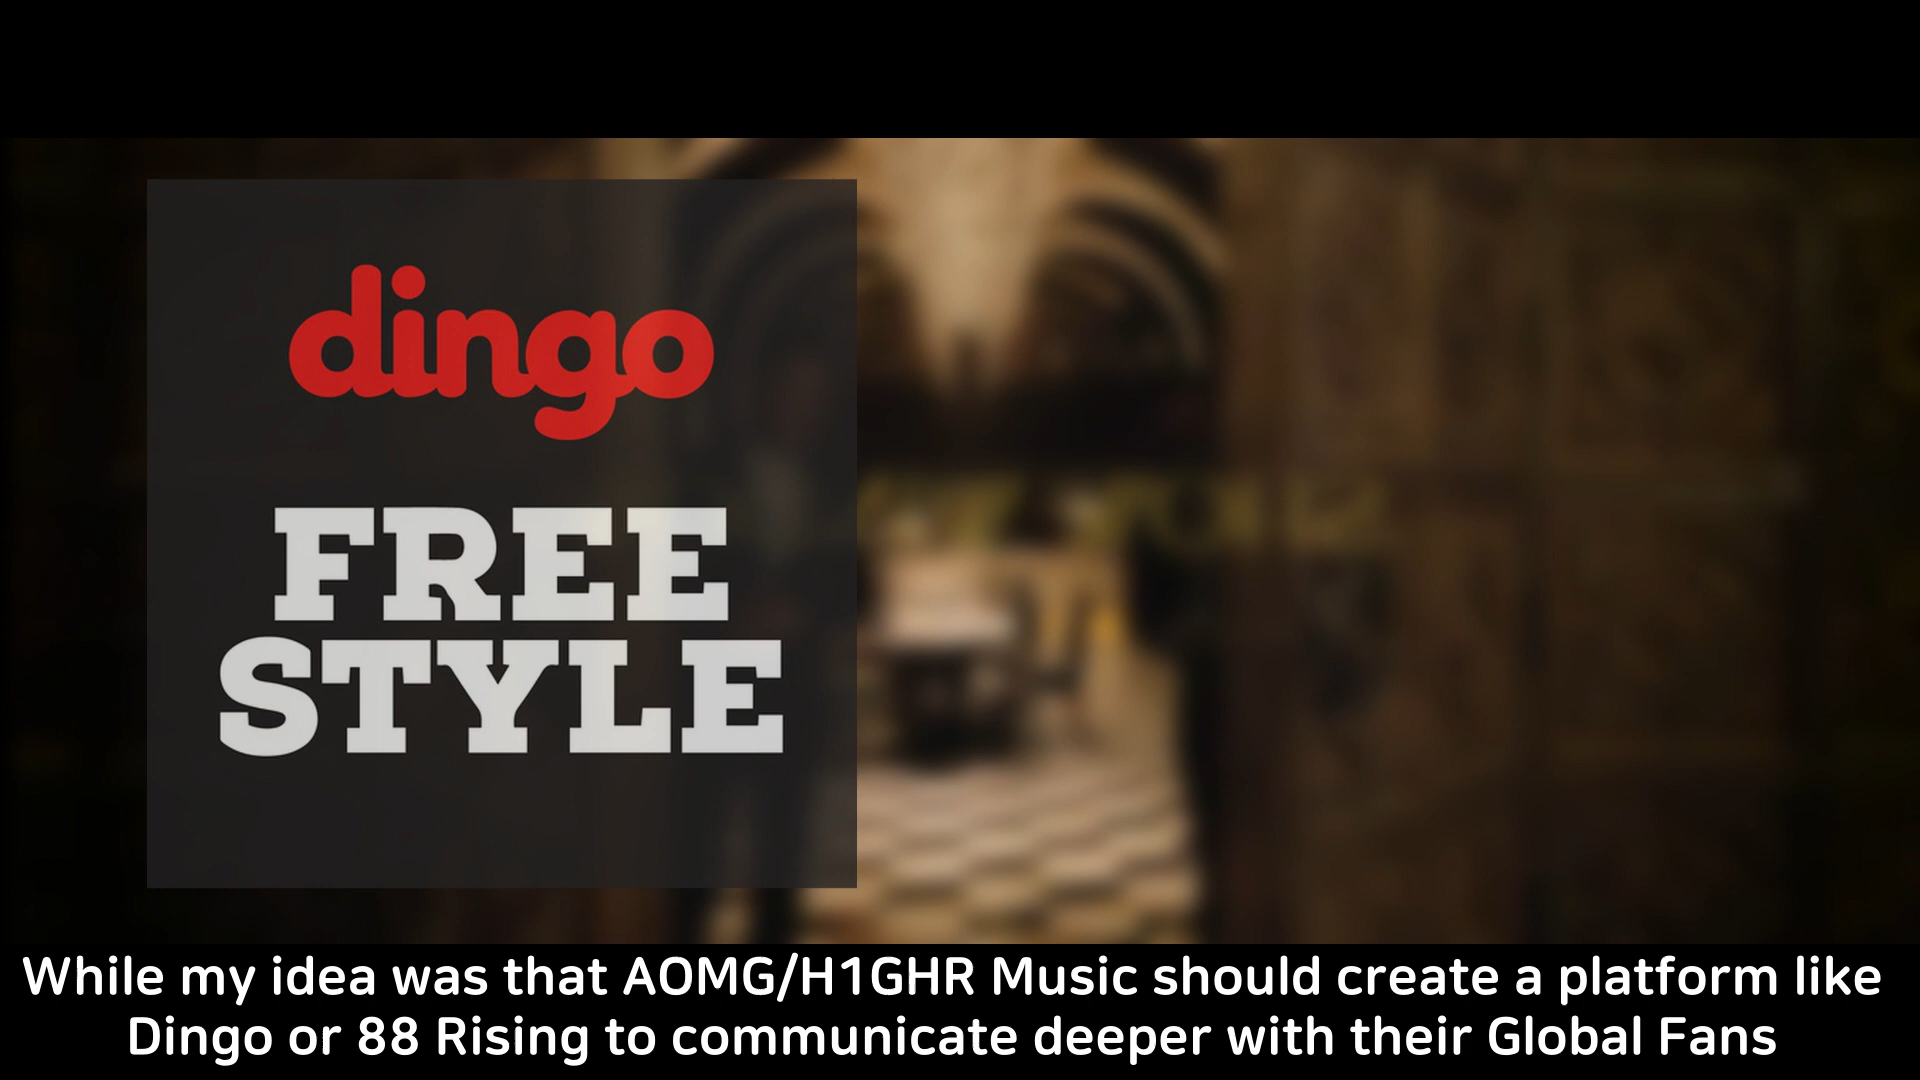 dingo
FREE
STYLE
While my idea was that AOMG/H1GHR Music should create a platform like
Dingo or 88 Rising to communicate deeper with their Global Fans